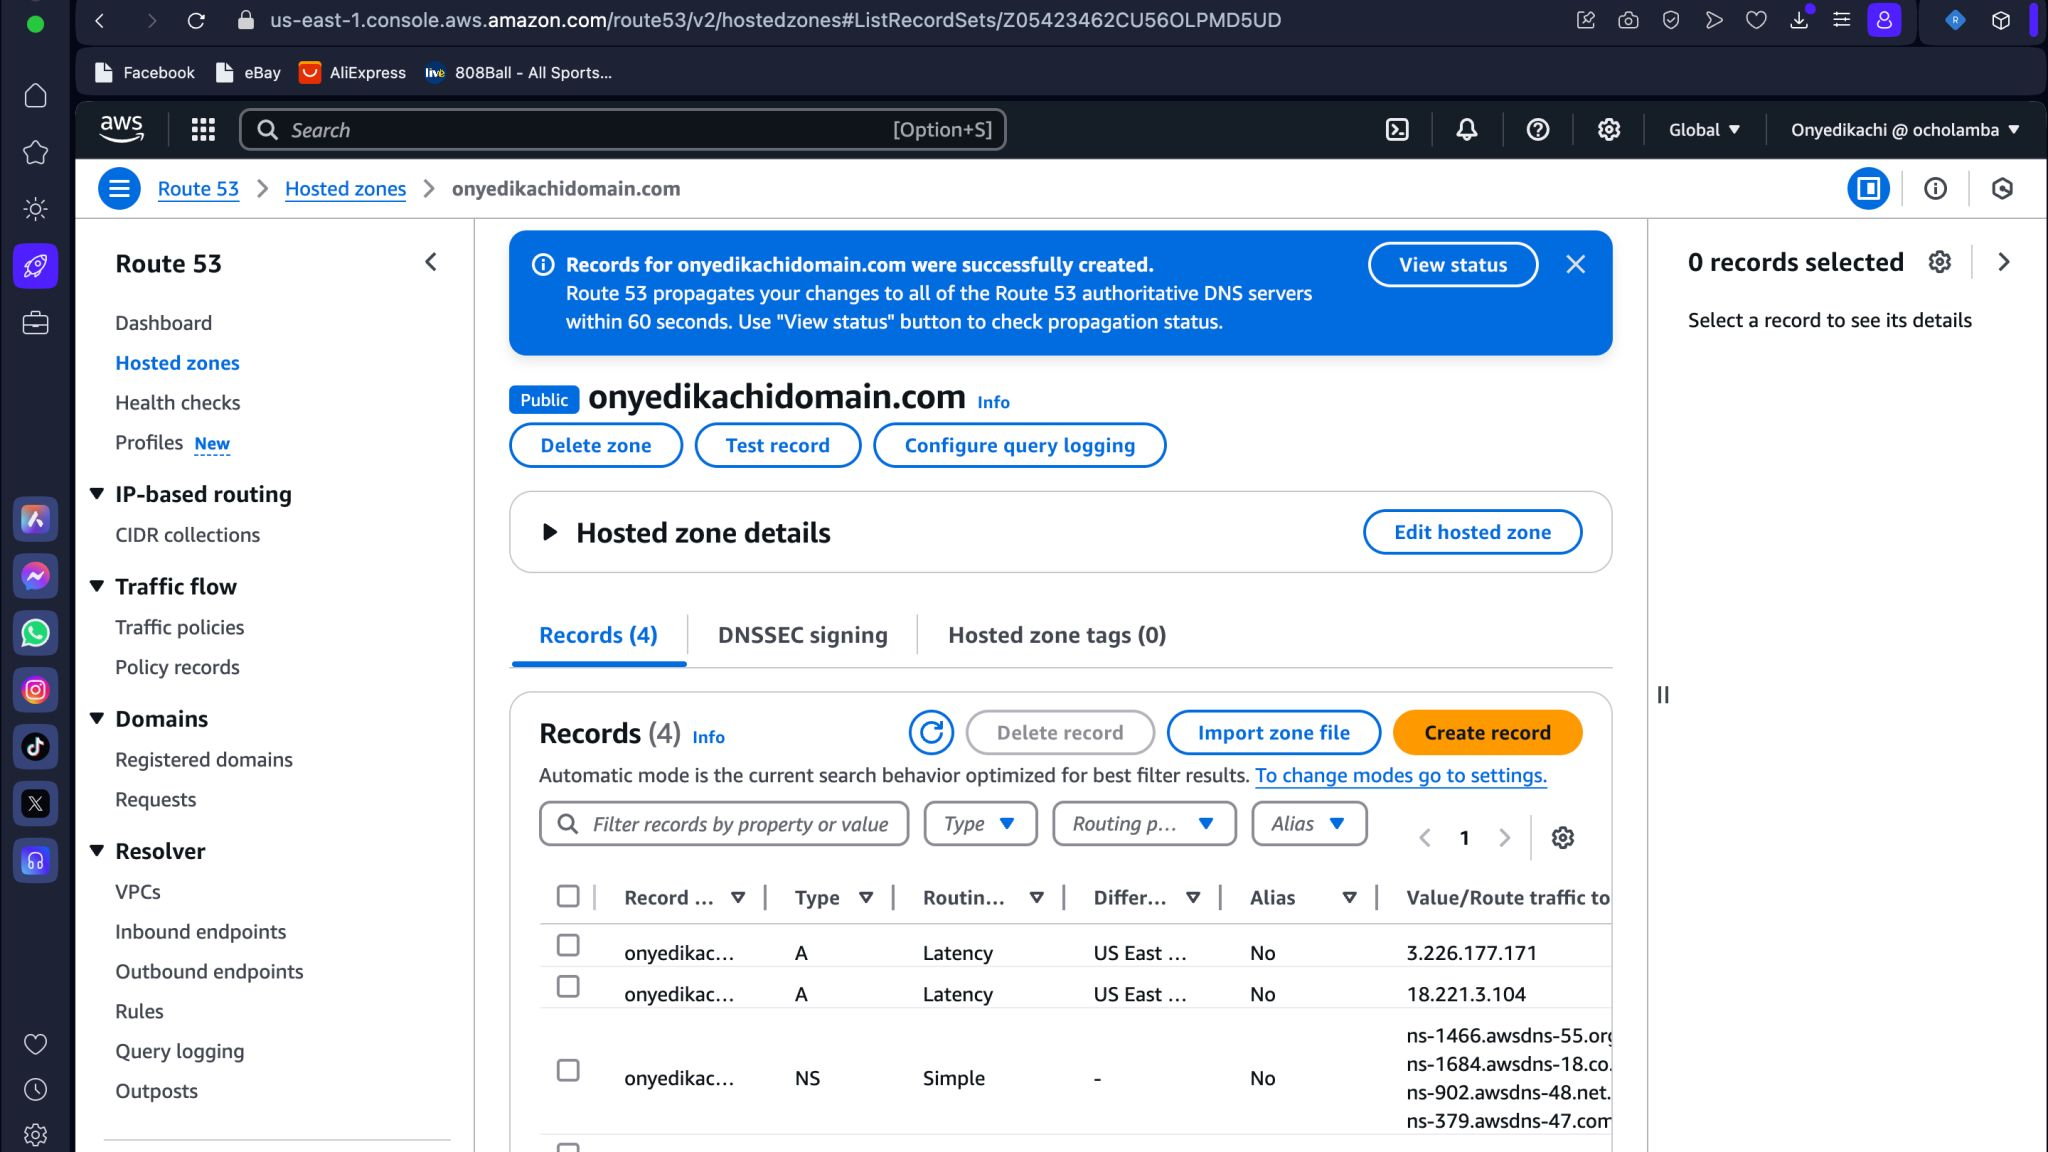 us-east-1.console.aws.amazon.com/route53/v2/hostedzones#ListRecordSets/Z05423462CU56OLPMD5UD
Facebook
eBay
AliExpress
live
808Ball - All Sports...
aws
Search
[Option+S]
Global
Onyedikachi @ ocholamba
Route 53
Hosted zones
onyedikachidomain.com
Route 53
Dashboard
Hosted zones
Health checks
Profiles New
IP-based routing
CIDR collections
Traffic flow
Traffic policies
Policy records
Domains
Registered domains
Requests
Resolver
VPCs
Inbound endpoints
Outbound endpoints
Rules
Query logging
Outposts
Records for onyedikachidomain.com were successfully created.
Route 53 propagates your changes to all of the Route 53 authoritative DNS servers
within 60 seconds. Use "View status" button to check propagation status.
View status
Public
onyedikachidomain.com Info
Delete zone
Test record
Configure query logging
Hosted zone details
Edit hosted zone
Records (4)
DNSSEC signing
Hosted zone tags (0)
Records (4) Info
Delete record
Import zone file
Create record
Automatic mode is the current search behavior optimized for best filter results. To change modes go to settings.
Filter records by property or value
Type
Routing p...
Alias
1
Record ... Type Routin... Differ... Alias Value/Route traffic to
onyedikac... A Latency US East ... No 3.226.177.171
onyedikac... A Latency US East ... No 18.221.3.104
onyedikac... NS Simple - No
ns-1466.awsdns-55.org
ns-1684.awsdns-18.co.
ns-902.awsdns-48.net.
ns-379.awsdns-47.com
0 records selected
Select a record to see its details